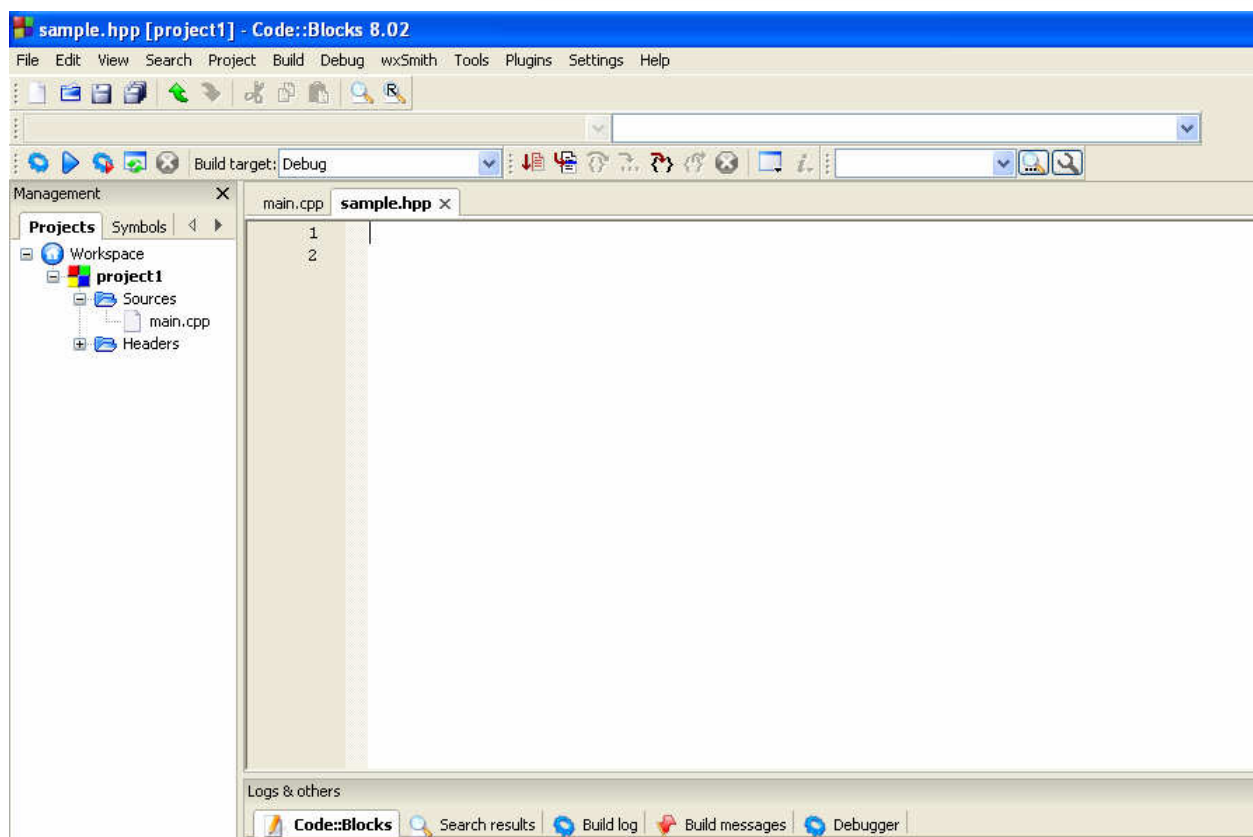 sample.hpp [project1] - Code::Blocks 8.02
File Edit View Search Project Build Debug wxSmith Tools Plugins Settings Help
Build target: Debug
Management
main.cpp sample.hpp
Projects Symbols
1
2
Workspace
project1
Sources
main.cpp
Headers
Logs & others
Code::Blocks Search results Build log Build messages Debugger